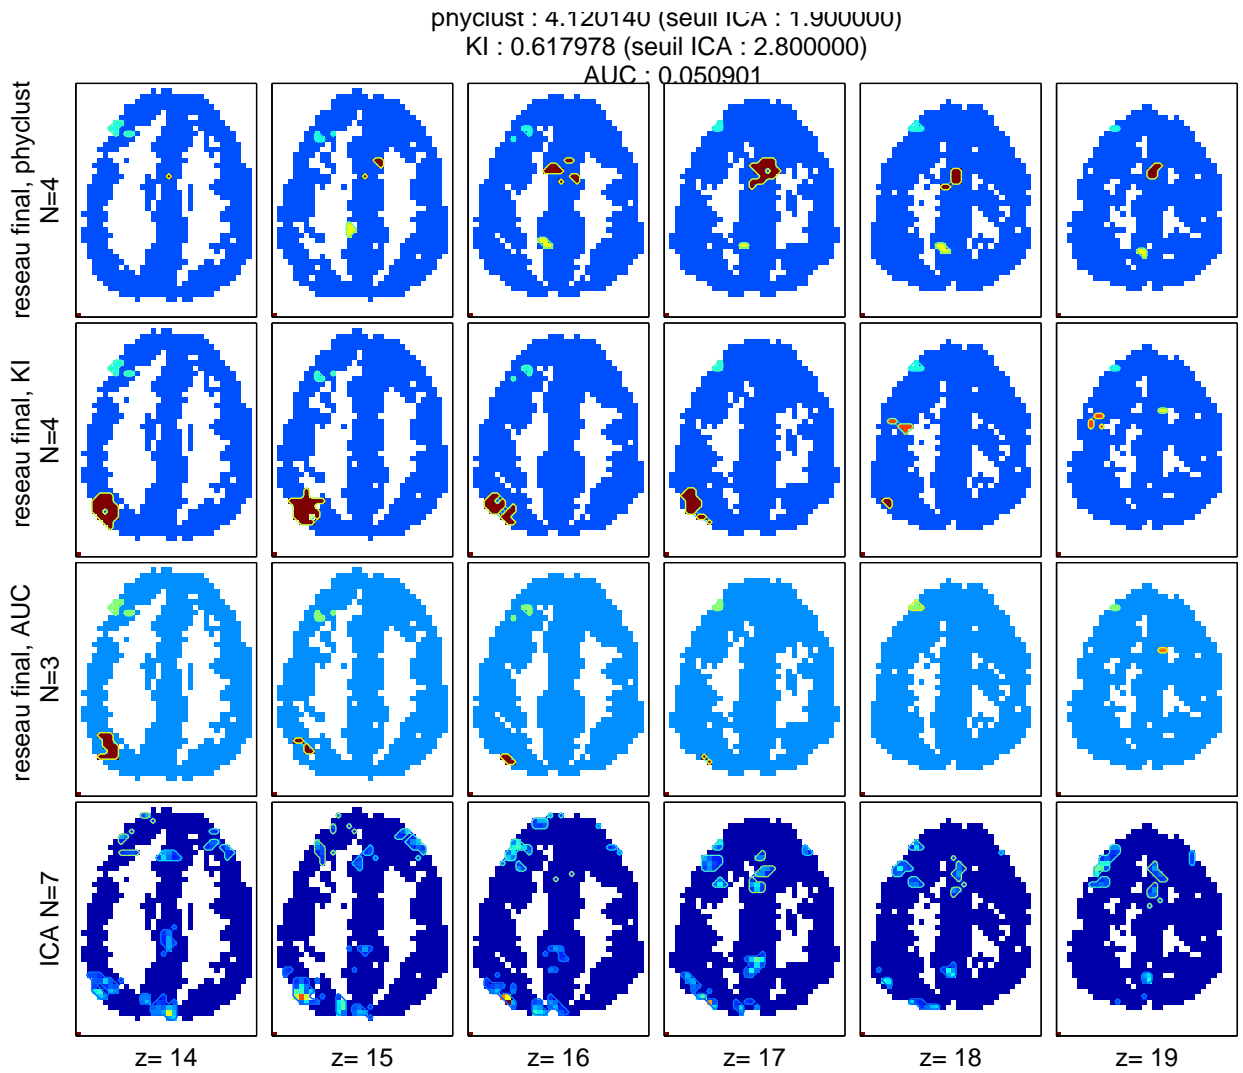 phyclust : 4.120140 (seuil ICA : 1.900000)
KI : 0.617978 (seuil ICA : 2.800000)
AUC : 0.050901
reseau final, phyclust
N=4
reseau final, KI
N=4
reseau final, AUC
N=3
ICA N=7
z= 14
z= 15
z= 16
z= 17
z= 18
z= 19